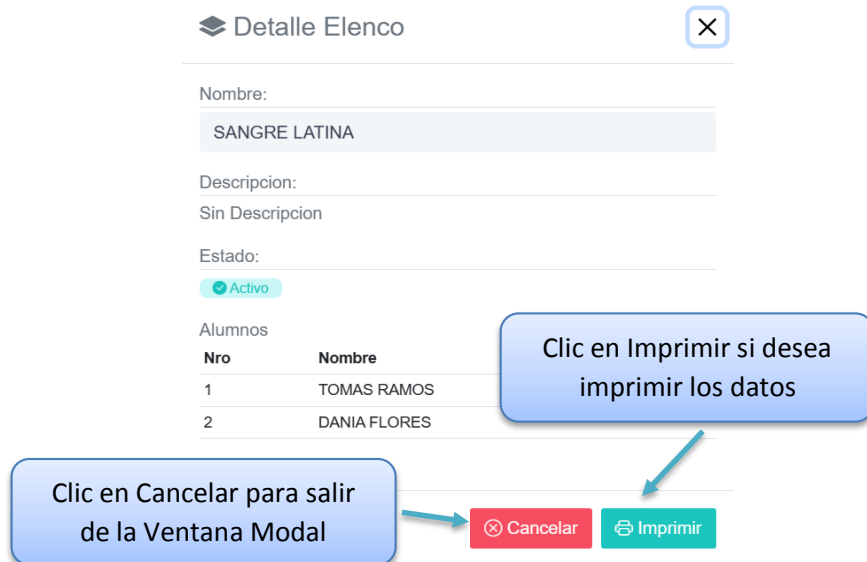 Detalle Elenco
Nombre:
SANGRE LATINA
Descripcion:
Sin Descripcion
Estado:
Activo
Alumnos
Nro Nombre
1 TOMAS RAMOS
2 DANIA FLORES
Clic en Imprimir si desea
imprimir los datos
Clic en Cancelar para salir
de la Ventana Modal
Cancelar Imprimir